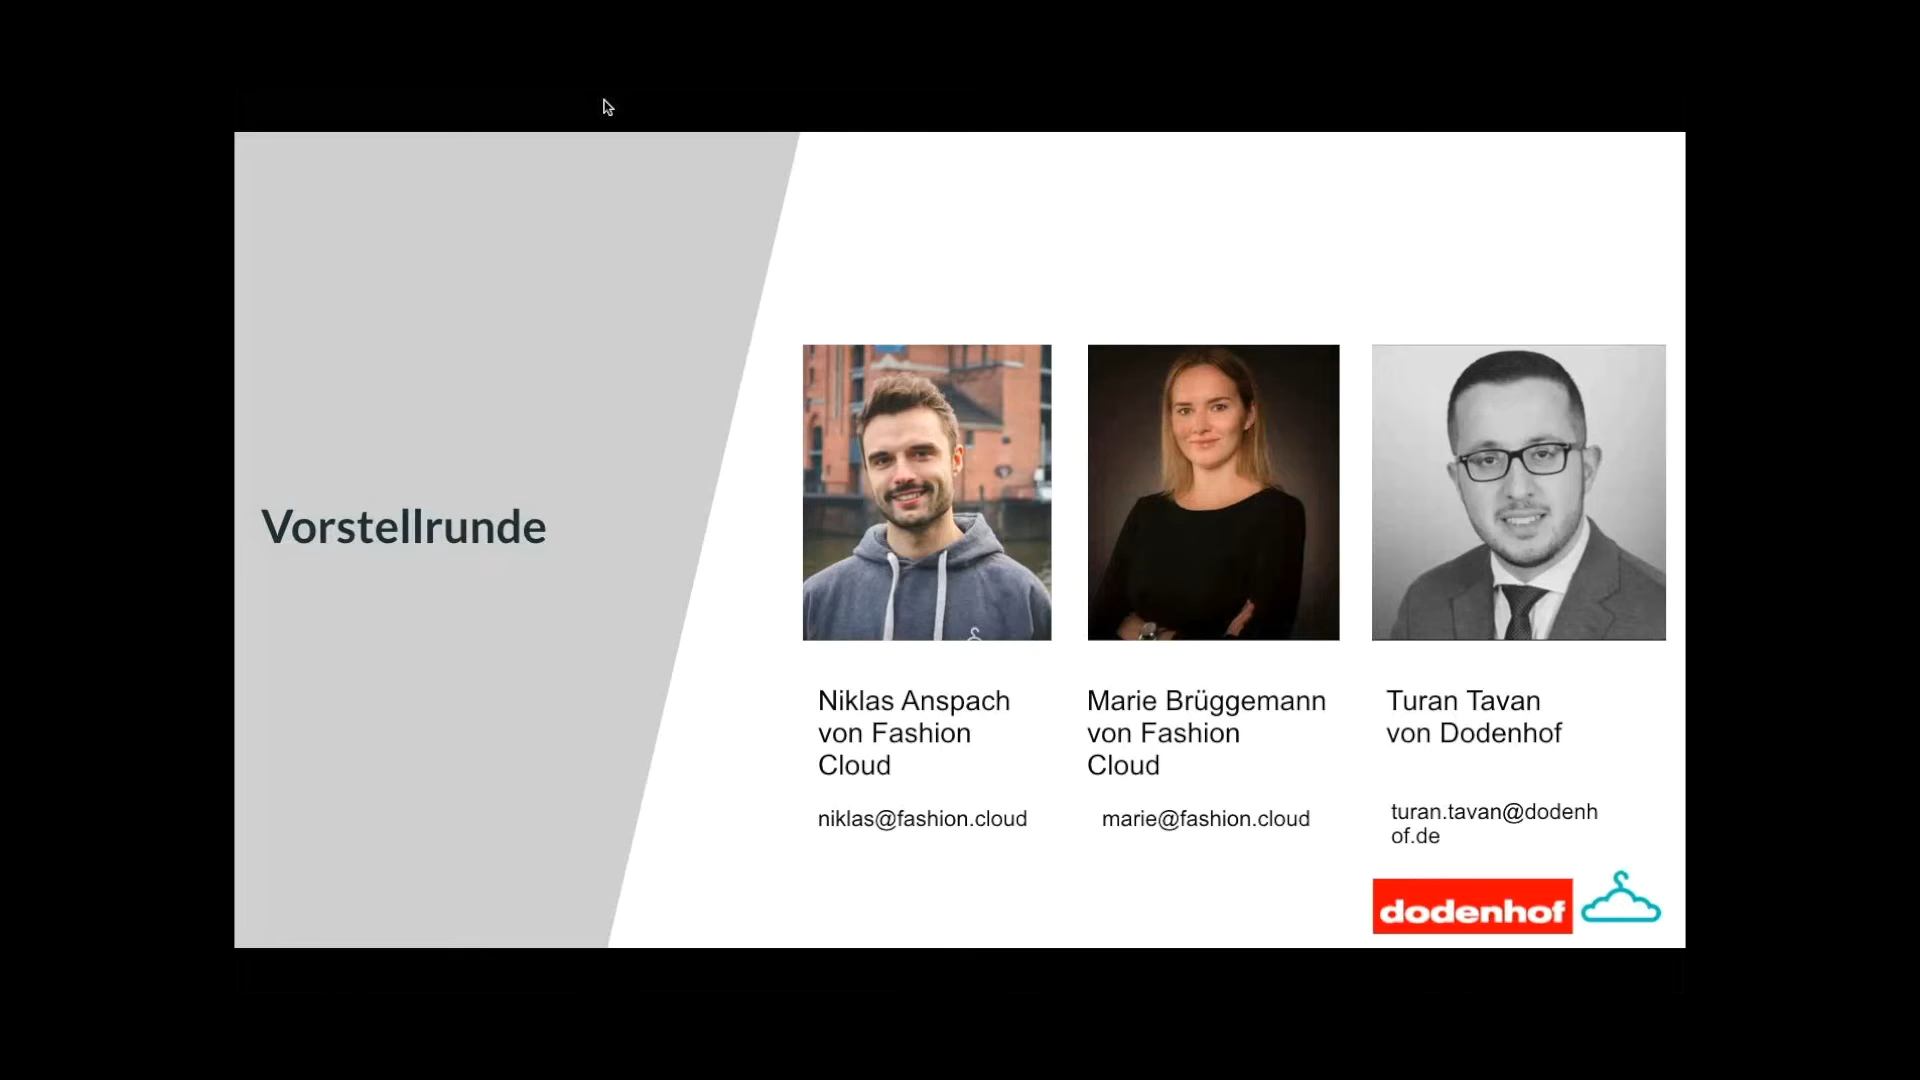 Vorstellrunde
Niklas Anspach
von Fashion
Cloud
niklas@fashion.cloud
Marie Brüggemann
von Fashion
Cloud
marie@fashion.cloud
Turan Tavan
von Dodenhof
turan.tavan@dodenh
of.de
dodenhof